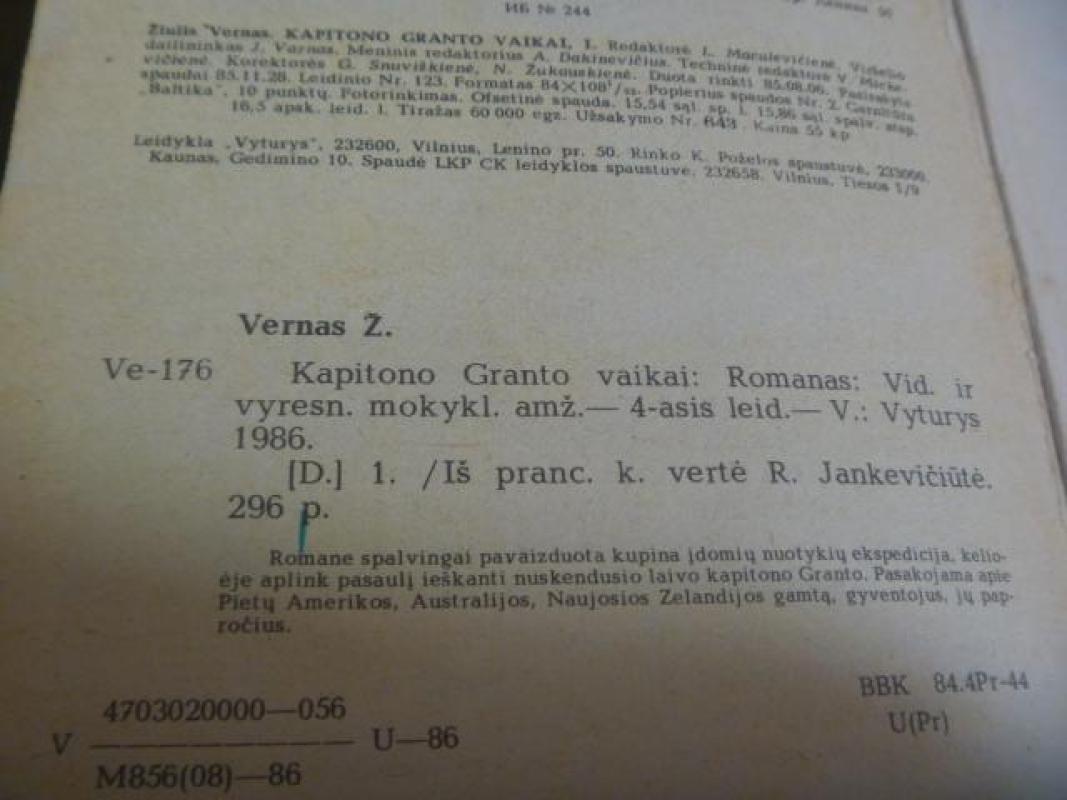 Kaunas 50
ИБ № 244
Žiulis Vernas. KAPITONO GRANTO VAIKAI, 1. Redaktorė L. Marulevičienė. Viršelio
dailininkas J. Varnas. Meninis redaktorius A. Dakinevičius. Techninė redaktorė V. Micke-
vičienė. Korektorės G. Snuviškienė, N. Žukauskienė. Duota rinkti 85.08.06. Pasirašyta
spaudai 85.11.28. Leidinio Nr. 123. Formatas 84×108¹/₃₂. Popierius spaudos Nr. 2. Garnitūra
„Baltika", 10 punktų. Fotorinkimas. Ofsetinė spauda. 15,54 sąl. sp. l. 15,86 sąl. spalv. atsp.
16,5 apsk. leid. l. Tiražas 60 000 egz. Užsakymo Nr. 643. Kaina 55 kp
Leidykla „Vyturys", 232600, Vilnius, Lenino pr. 50. Rinko K. Poželos spaustuvė, 233000,
Kaunas, Gedimino 10. Spaudė LKP CK leidyklos spaustuvė, 232658, Vilnius, Tiesos 1/9
Vernas Ž.
Ve-176 Kapitono Granto vaikai: Romanas: Vid. ir
vyresn. mokykl. amž.— 4-asis leid.— V.: Vyturys
1986.
[D.] 1. /Iš pranc. k. vertė R. Jankevičiūtė.
296 p.
Romane spalvingai pavaizduota kupina įdomių nuotykių ekspedicija, kelio-
ėje aplink pasaulį ieškanti nuskendusio laivo kapitono Granto. Pasakojama apie
Pietų Amerikos, Australijos, Naujosios Zelandijos gamtą, gyventojus, jų pap-
ročius.
BBK 84.4Pr-44
U(Pr)
4703020000—056
V ——— U—86
M856(08)—86